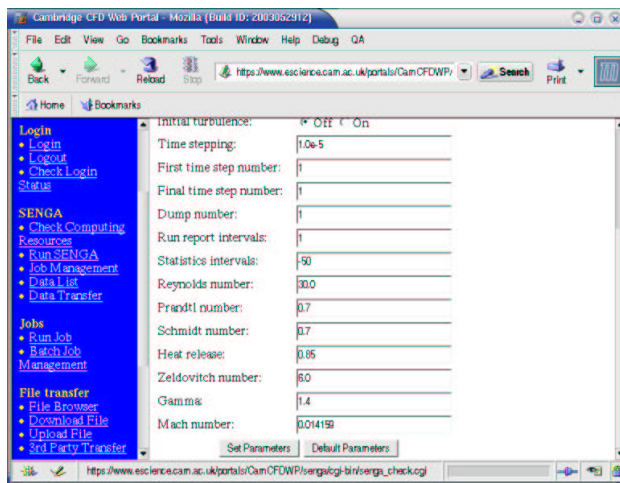 Cambridge CFD Web Portal - Mozilla {Build ID: 2003052912}
File Edit View Go Bookmarks Tools Window Help Debug QA
Back Forward Reload Stop https://www.escience.cam.ac.uk/portals/CamCFDWP/ Search Print
Home Bookmarks
Login
Login
Logout
Check Login
Status
SENGA
Check Computing
Resources
Run SENGA
Job Management
Data List
Data Transfer
Jobs
Run Job
Batch Job
Management
File transfer
File Browser
Download File
Upload File
3rd Party Transfer
Initial turbulence: Off On
Time stepping: 1.0e-5
First time step number: 1
Final time step number: 1
Dump number: 1
Run report intervals: 1
Statistics intervals: -50
Reynolds number: 30.0
Prandtl number: 0.7
Schmidt number: 0.7
Heat release: 0.85
Zeldovitch number: 6.0
Gamma: 1.4
Mach number: 0.014159
Set Parameters Default Parameters
https://www.escience.cam.ac.uk/portals/CamCFDWP/senga/cgi-bin/senga_check.cgi